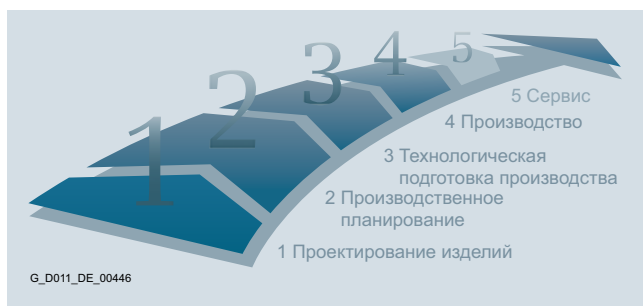 1
2
3
4
5
5 Сервис
4 Производство
3 Технологическая
подготовка производства
2 Производственное
планирование
1 Проектирование изделий
G_D011_DE_00446